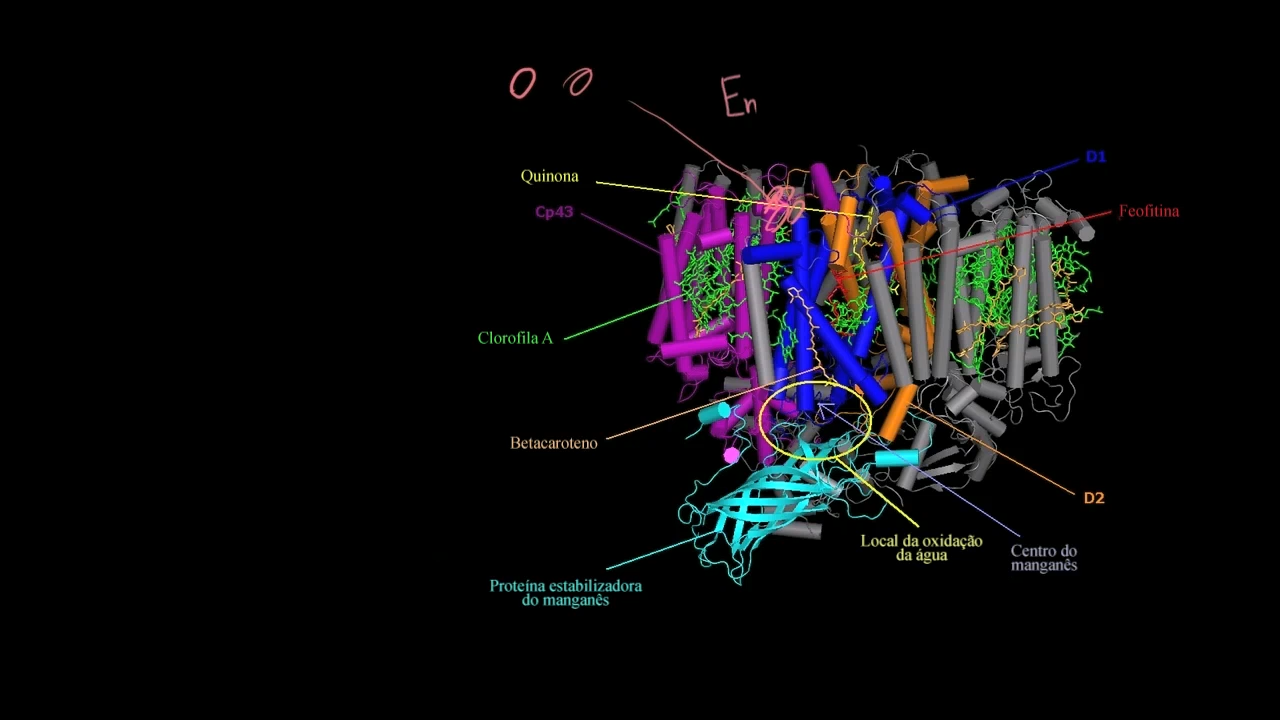 O O
En
Quinona
D1
Cp43
Feofitina
Clorofila A
Betacaroteno
D2
Local da oxidação
da água
Centro do
manganês
Proteína estabilizadora
do manganês